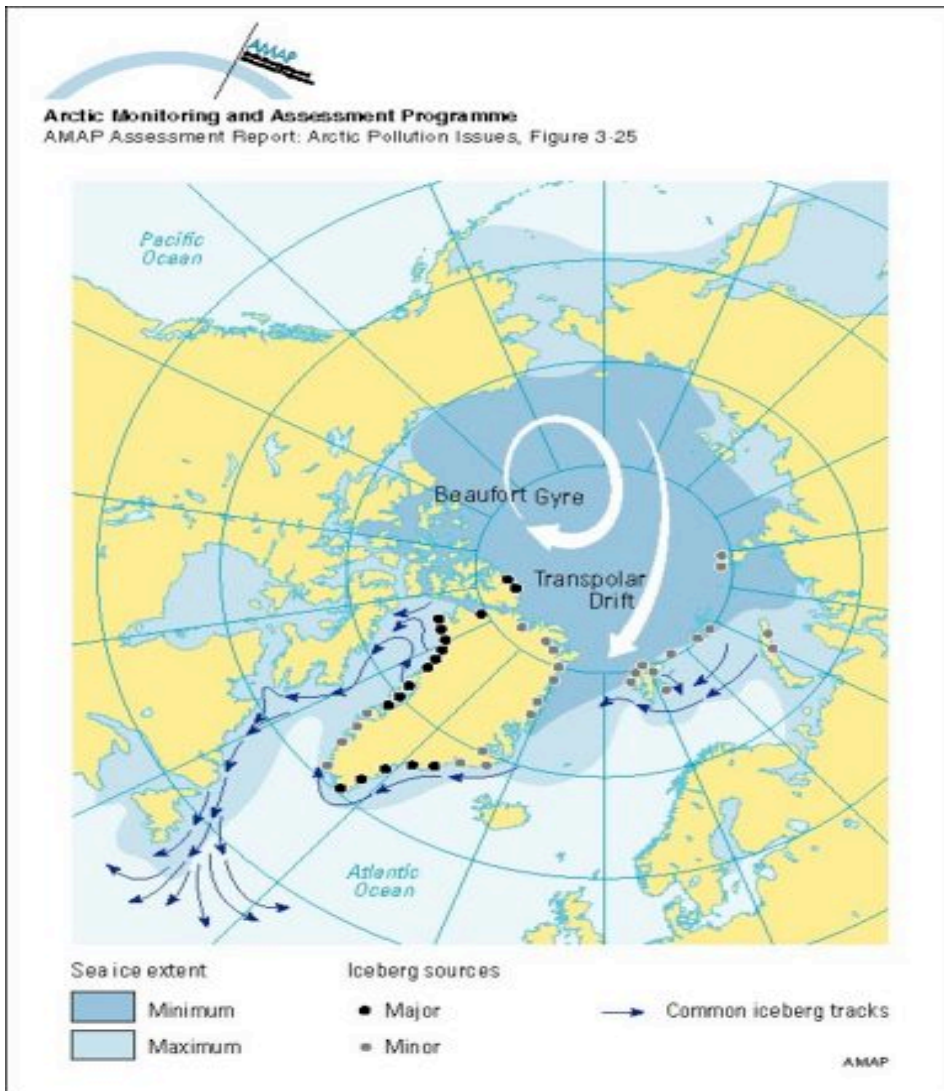 AMAP
Arctic Monitoring and Assessment Programme
AMAP Assessment Report: Arctic Pollution Issues, Figure 3-25
Pacific
Ocean
Beaufort Gyre
Transpolar
Drift
Atlantic
Ocean
Sea ice extent
Minimum
Maximum
Iceberg sources
Major
Minor
Common iceberg tracks
AMAP